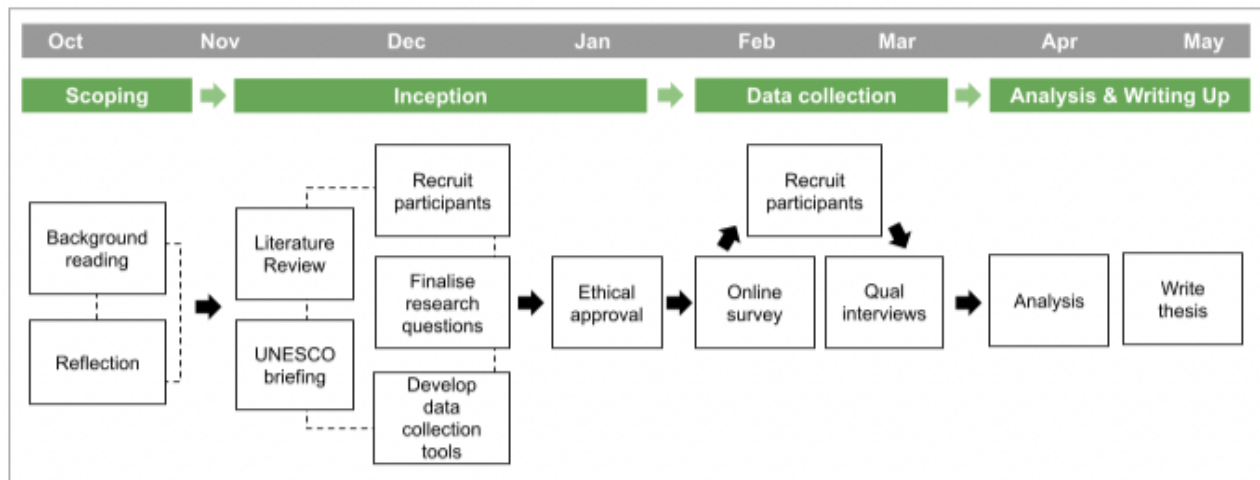 Oct Nov Dec Jan Feb Mar Apr May
Scoping Inception Data collection Analysis & Writing Up
Background
reading
Reflection
Literature
Review
UNESCO
briefing
Recruit
participants
Finalise
research
questions
Develop
data
collection
tools
Ethical
approval
Online
survey
Recruit
participants
Qual
interviews
Analysis
Write
thesis